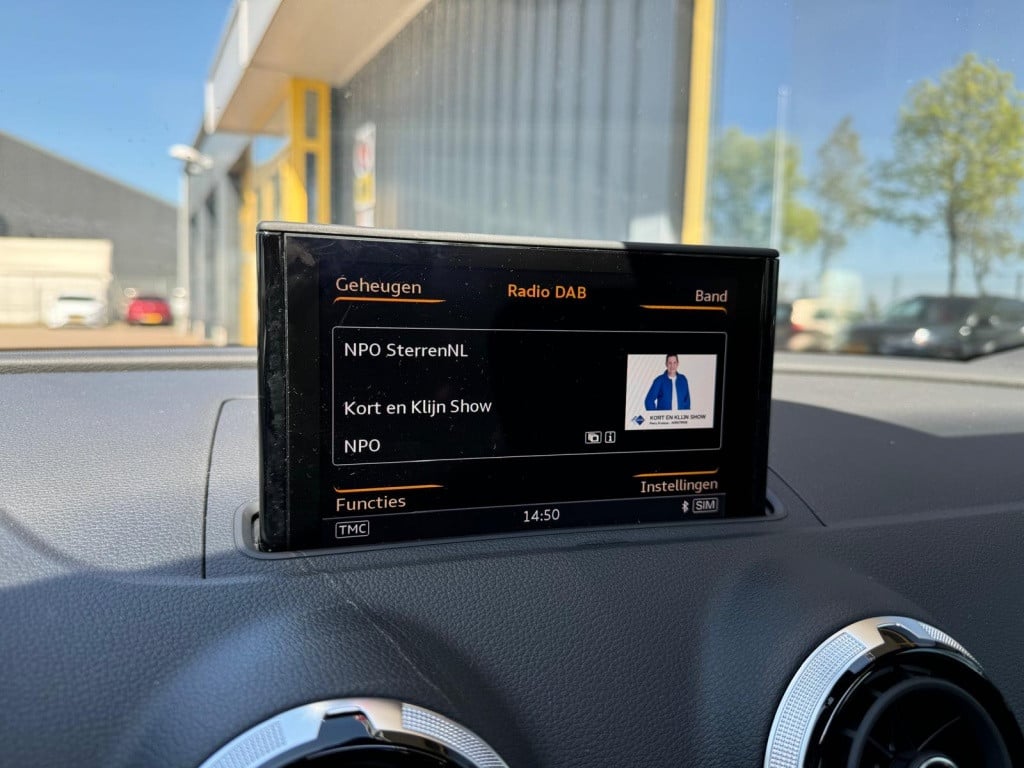 Geheugen
Radio DAB
Band
NPO SterrenNL
Kort en Klijn Show
NPO
KORT EN KLIJN SHOW
Functies
Instellingen
TMC
14:50
SIM